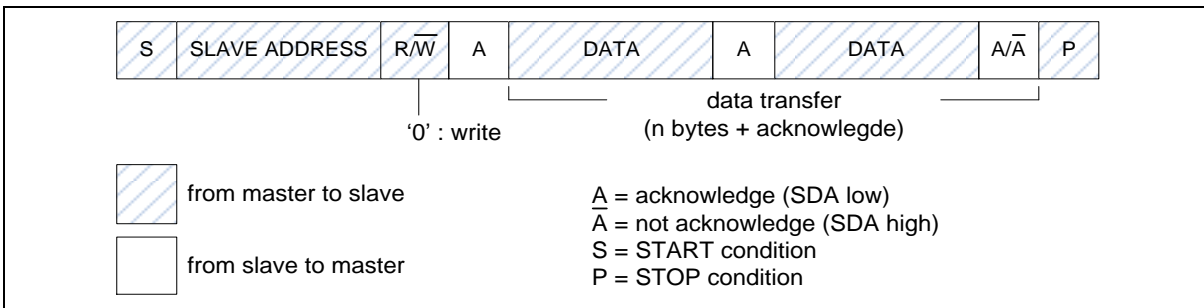 S SLAVE ADDRESS R/W̅ A DATA A DATA A/A̅ P
data transfer
(n bytes + acknowlegde)
‘0’ : write
from master to slave
from slave to master
A = acknowledge (SDA low)
A̅ = not acknowledge (SDA high)
S = START condition
P = STOP condition